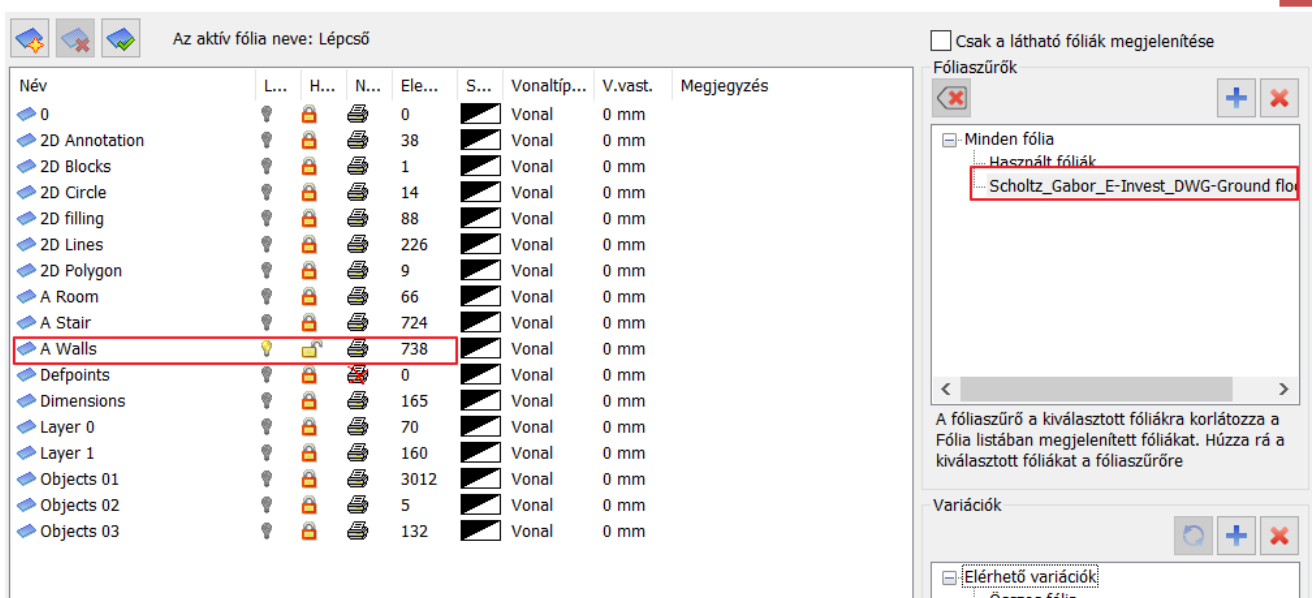 Az aktív fólia neve: Lépcső
Név L... H... N... Ele... S... Vonaltíp... V.vast. Megjegyzés
0 0 Vonal 0 mm
2D Annotation 38 Vonal 0 mm
2D Blocks 1 Vonal 0 mm
2D Circle 14 Vonal 0 mm
2D filling 88 Vonal 0 mm
2D Lines 226 Vonal 0 mm
2D Polygon 9 Vonal 0 mm
A Room 66 Vonal 0 mm
A Stair 724 Vonal 0 mm
A Walls 738 Vonal 0 mm
Defpoints 0 Vonal 0 mm
Dimensions 165 Vonal 0 mm
Layer 0 70 Vonal 0 mm
Layer 1 160 Vonal 0 mm
Objects 01 3012 Vonal 0 mm
Objects 02 5 Vonal 0 mm
Objects 03 132 Vonal 0 mm
Csak a látható fóliák megjelenítése
Fóliaszűrők
Minden fólia
Használt fóliák
Scholtz_Gabor_E-Invest_DWG-Ground floo
A fóliaszűrő a kiválasztott fóliákra korlátozza a
Fólia listában megjelenített fóliákat. Húzza rá a
kiválasztott fóliákat a fóliaszűrőre
Variációk
Elérhető variációk
Összes fólia